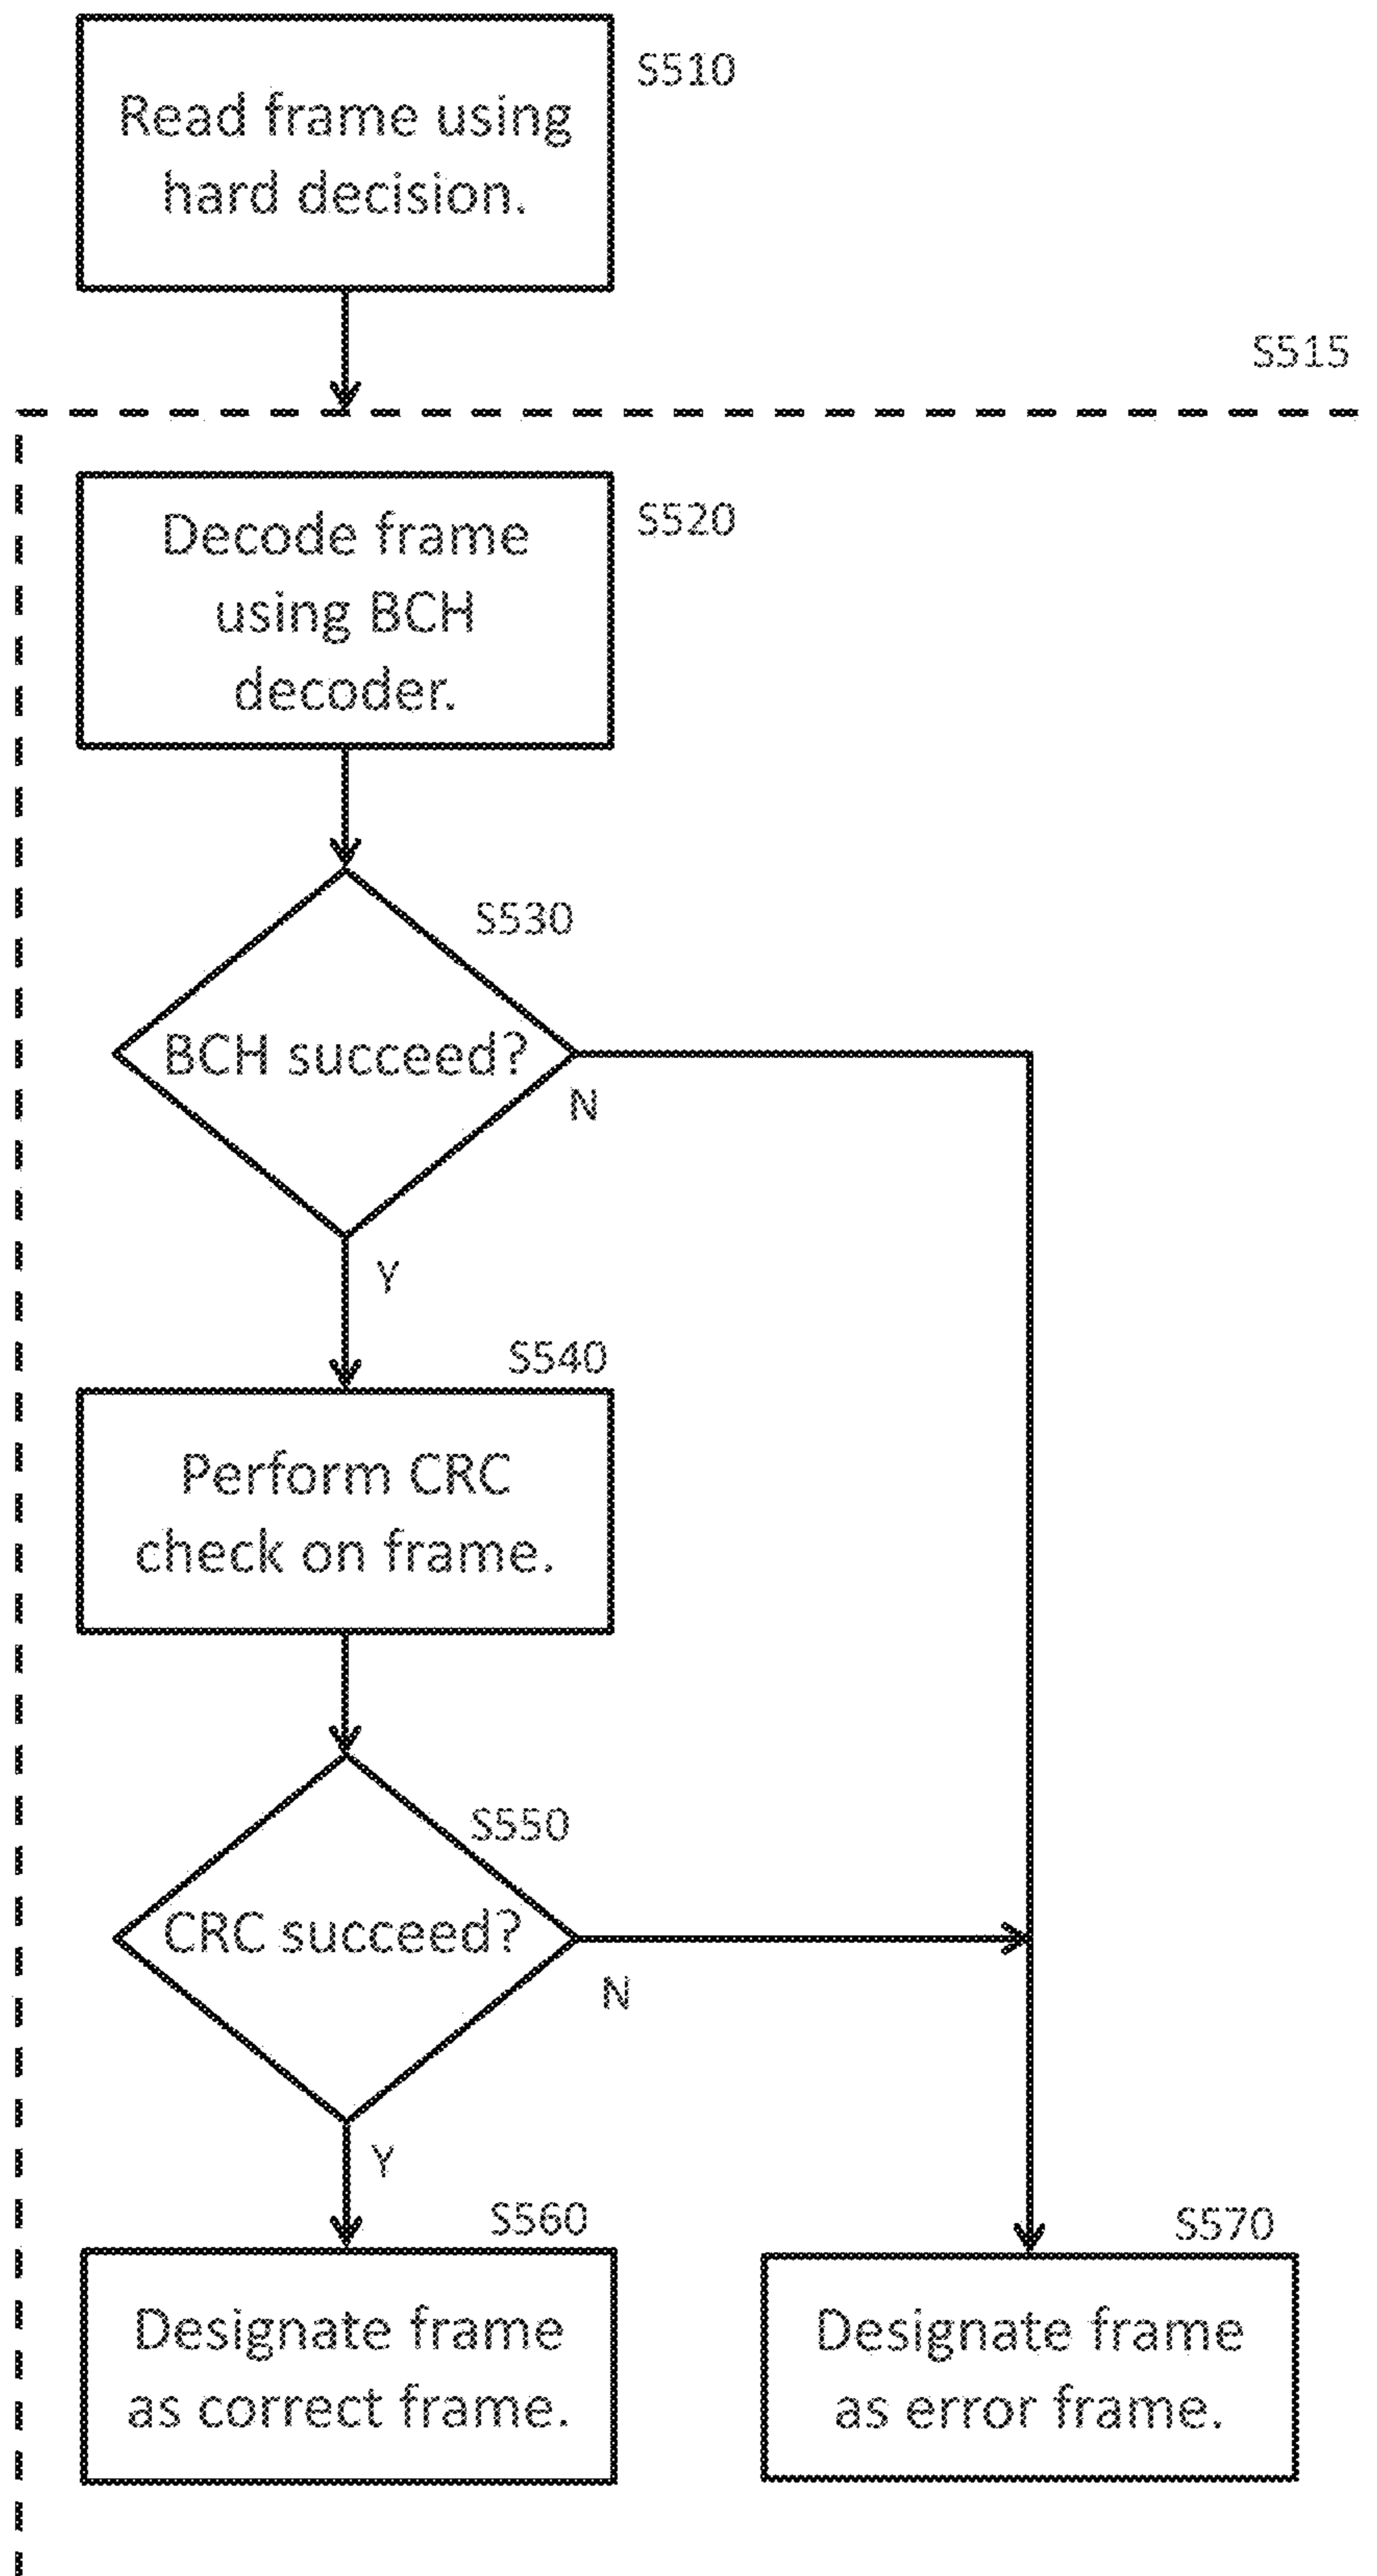 S510
Read frame using
hard decision.
S515
Decode frame
using BCH
decoder.
S520
S530
BCH succeed?
N
Y
S540
Perform CRC
check on frame.
S550
CRC succeed?
N
Y
S560
Designate frame
as correct frame.
S570
Designate frame
as error frame.